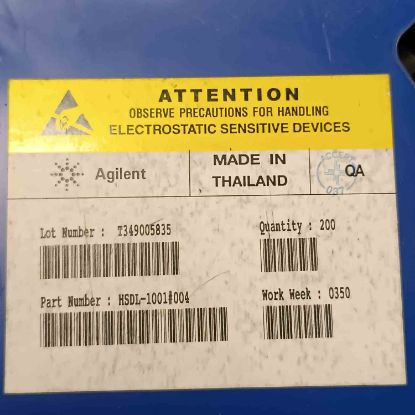 ATTENTION
OBSERVE PRECAUTIONS FOR HANDLING
ELECTROSTATIC SENSITIVE DEVICES
Agilent
MADE IN
THAILAND
QA
Lot Number : T349005835
Quantity : 200
Part Number : HSDL-1001#004
Work Week : 0350